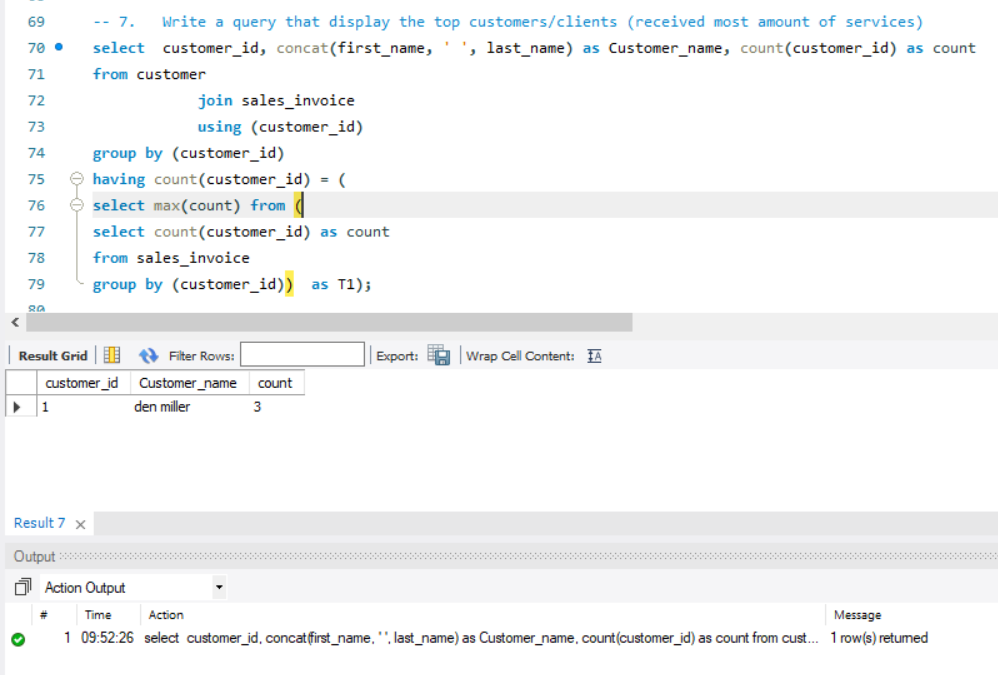 69 -- 7. Write a query that display the top customers/clients (received most amount of services)
70 select customer_id, concat(first_name, ' ', last_name) as Customer_name, count(customer_id) as count
71 from customer
72 join sales_invoice
73 using (customer_id)
74 group by (customer_id)
75 having count(customer_id) = (
76 select max(count) from (
77 select count(customer_id) as count
78 from sales_invoice
79 group by (customer_id)) as T1);
80
Result Grid Filter Rows: Export: Wrap Cell Content: IA
customer_id Customer_name count
1 den miller 3
Result 7 ×
Output
Action Output
# Time Action Message
1 09:52:26 select customer_id, concat(first_name, ' ', last_name) as Customer_name, count(customer_id) as count from cust... 1 row(s) returned